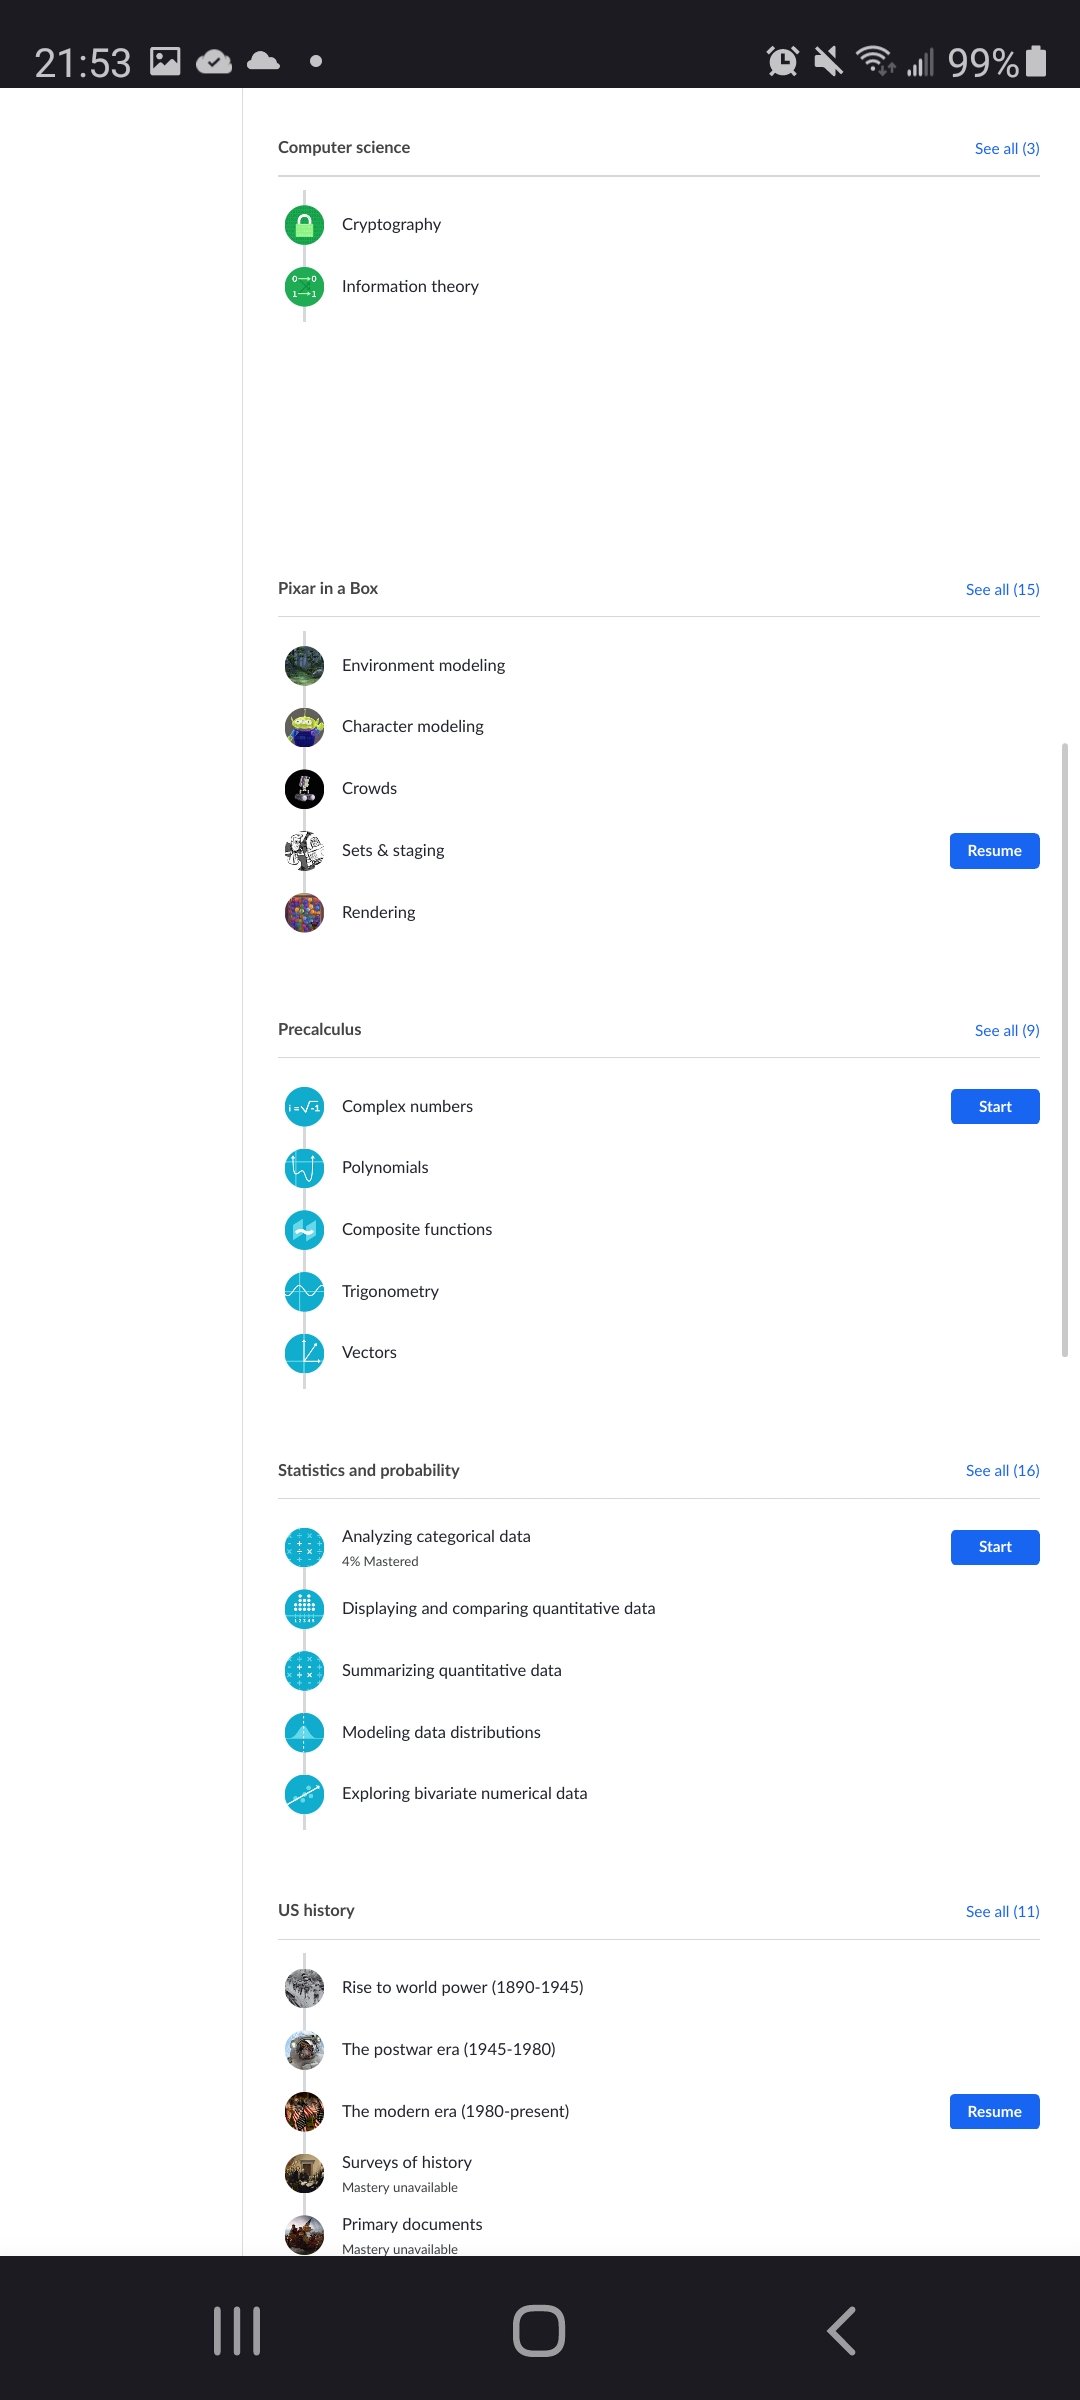 21:53
99%
Computer science
See all (3)
Cryptography
0→0
1→1
Information theory
Pixar in a Box
See all (15)
Environment modeling
Character modeling
Crowds
Sets & staging
Resume
Rendering
Precalculus
See all (9)
i=√-1
Complex numbers
Start
Polynomials
Composite functions
Trigonometry
Vectors
Statistics and probability
See all (16)
Analyzing categorical data
4% Mastered
Start
Displaying and comparing quantitative data
Summarizing quantitative data
Modeling data distributions
Exploring bivariate numerical data
US history
See all (11)
Rise to world power (1890-1945)
The postwar era (1945-1980)
The modern era (1980-present)
Resume
Surveys of history
Mastery unavailable
Primary documents
Mastery unavailable